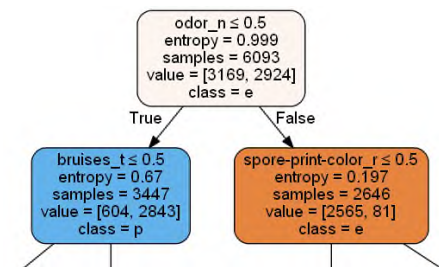 odor_n ≤ 0.5
entropy = 0.999
samples = 6093
value = [3169, 2924]
class = e
True
False
bruises_t ≤ 0.5
entropy = 0.67
samples = 3447
value = [604, 2843]
class = p
spore-print-color_r ≤ 0.5
entropy = 0.197
samples = 2646
value = [2565, 81]
class = e